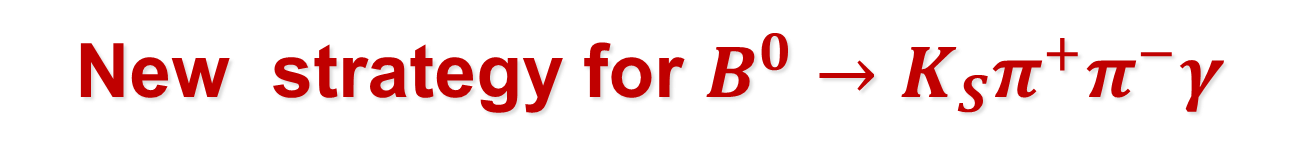 New strategy for B⁰ → K_Sπ⁺π⁻γ